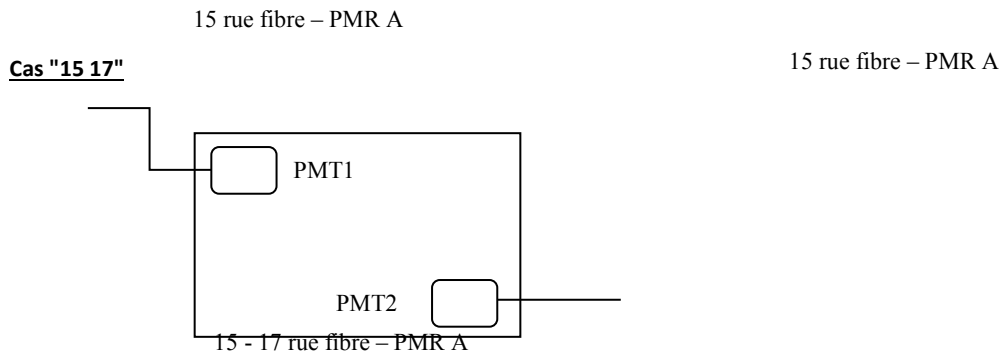 15 rue fibre – PMR A
15 rue fibre – PMR A
Cas "15 17"
PMT1
PMT2
15 - 17 rue fibre – PMR A